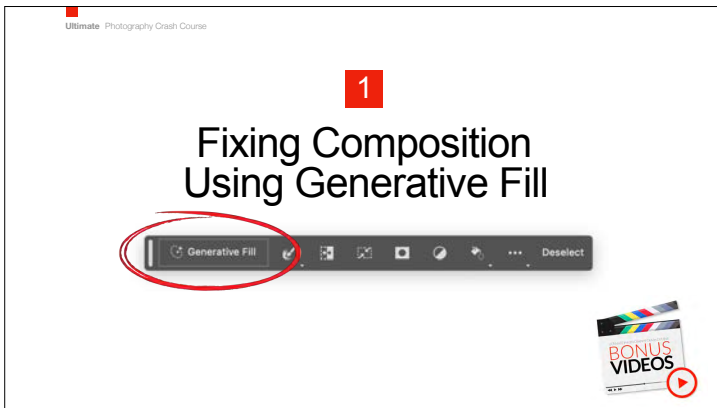 Ultimate Photography Crash Course
1
Fixing Composition
Using Generative Fill
Generative Fill
Deselect
BONUS
VIDEOS